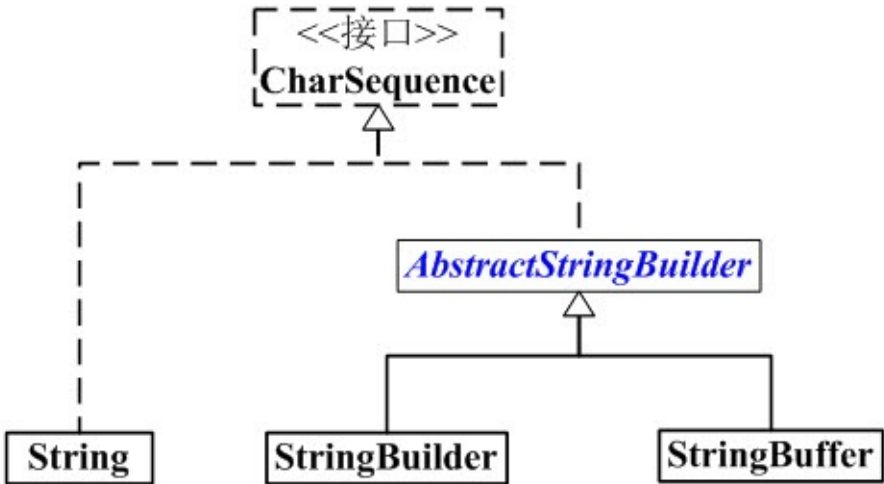 <<接口>>
CharSequence
AbstractStringBuilder
String
StringBuilder
StringBuffer